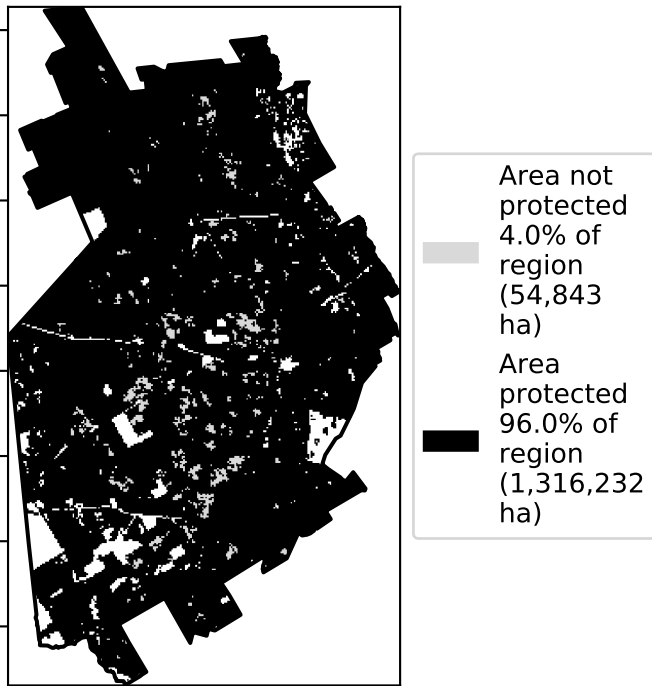 Area not
protected
4.0% of
region
(54,843
ha)
Area
protected
96.0% of
region
(1,316,232
ha)